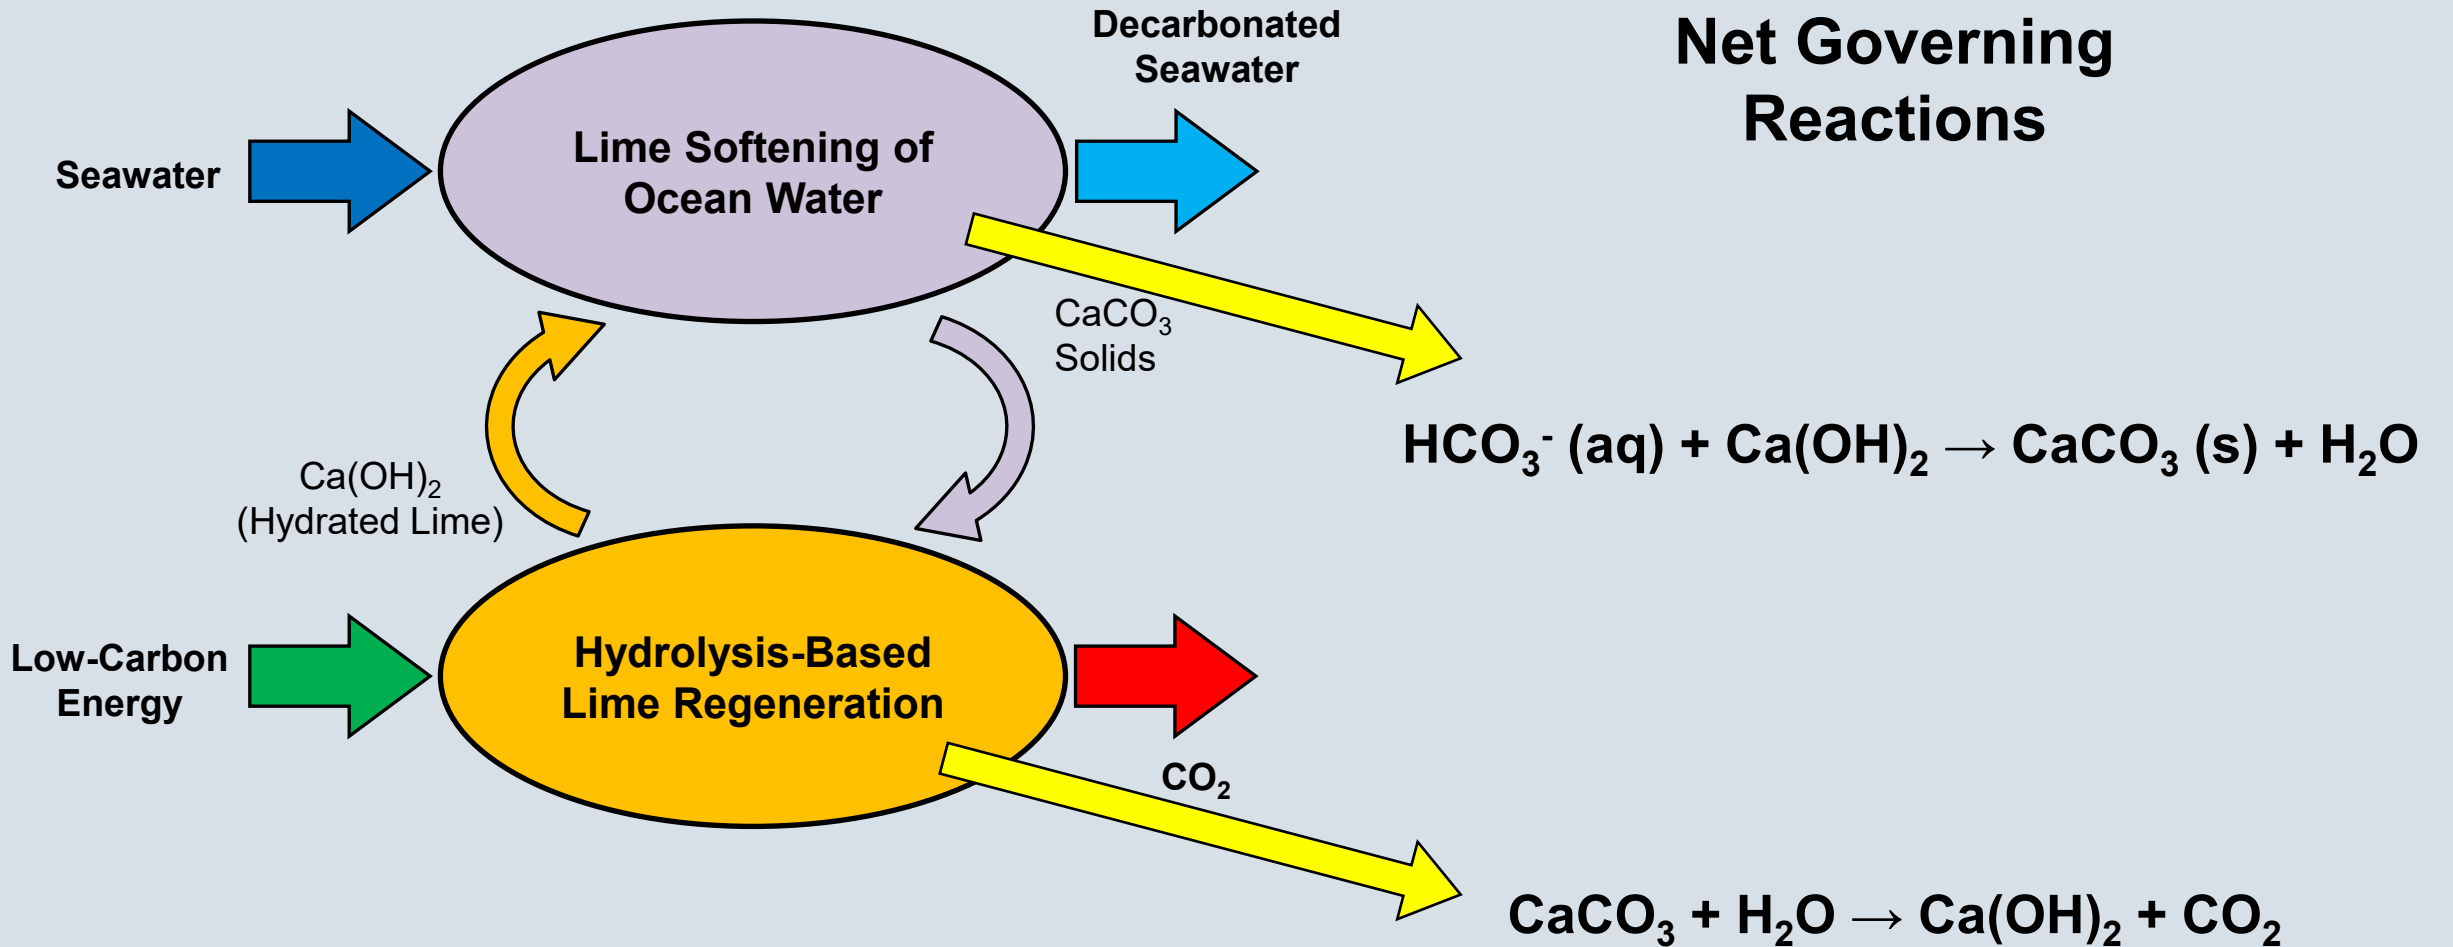 Net Governing
Reactions
Decarbonated
Seawater
Seawater
Lime Softening of
Ocean Water
CaCO₃
Solids
HCO₃⁻ (aq) + Ca(OH)₂ → CaCO₃ (s) + H₂O
Ca(OH)₂
(Hydrated Lime)
Low-Carbon
Energy
Hydrolysis-Based
Lime Regeneration
CO₂
CaCO₃ + H₂O → Ca(OH)₂ + CO₂